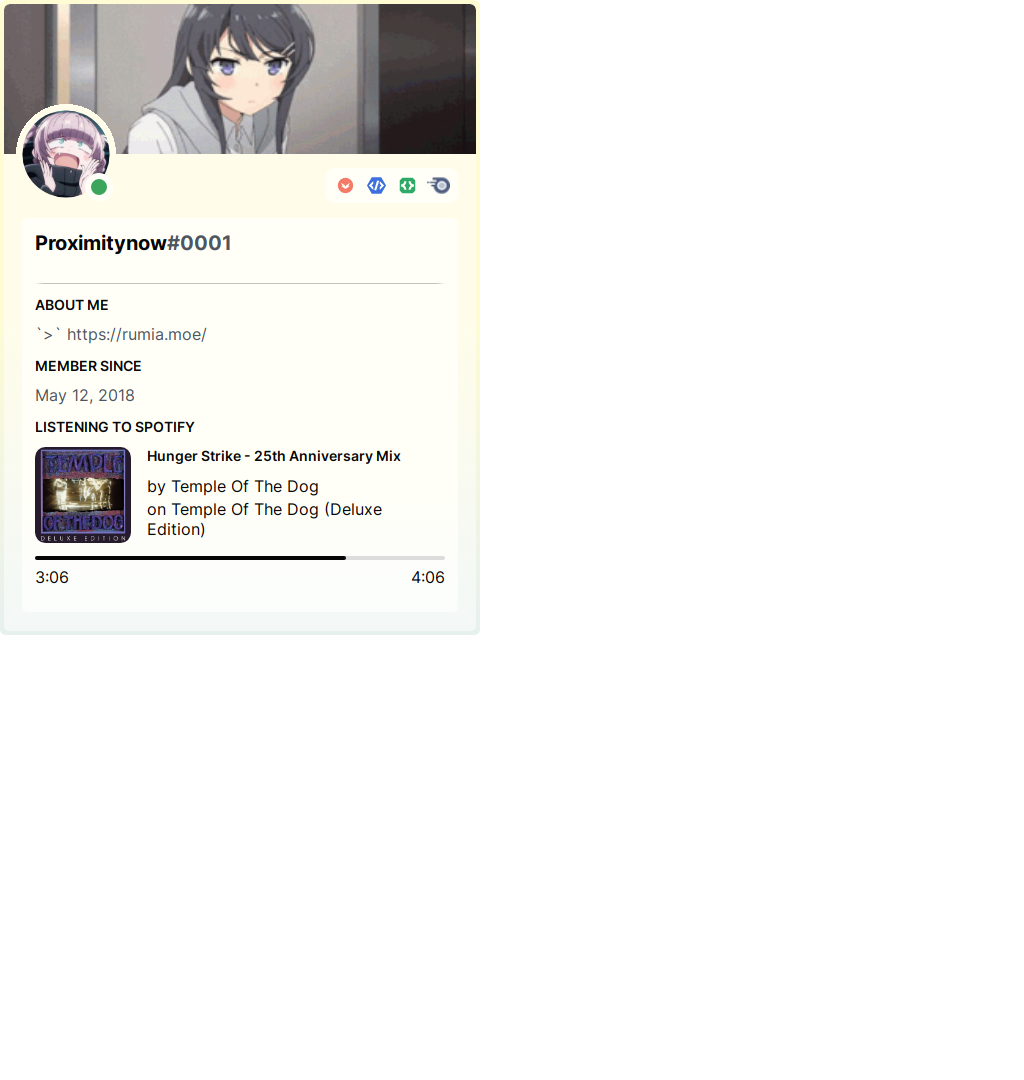 Proximitynow#0001
ABOUT ME
`>` https://rumia.moe/
MEMBER SINCE
May 12, 2018
LISTENING TO SPOTIFY
TEMPLE
OF THE DOG
DELUXE EDITION
Hunger Strike - 25th Anniversary Mix
by Temple Of The Dog
on Temple Of The Dog (Deluxe
Edition)
3:06 4:06